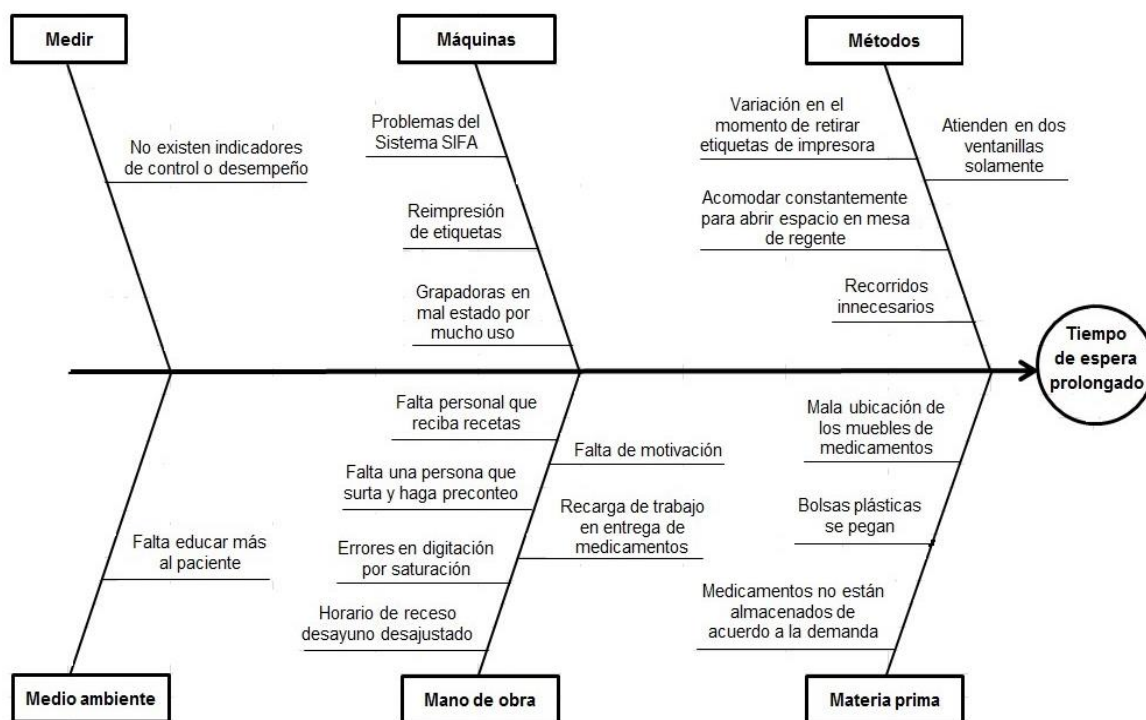 Medir
Máquinas
Métodos
No existen indicadores
de control o desempeño
Problemas del
Sistema SIFA
Reimpresión
de etiquetas
Grapadoras en
mal estado por
mucho uso
Variación en el
momento de retirar
etiquetas de impresora
Atienden en dos
ventanillas
solamente
Acomodar constantemente
para abrir espacio en mesa
de regente
Recorridos
innecesarios
Tiempo
de espera
prolongado
Falta educar más
al paciente
Falta personal que
reciba recetas
Falta de motivación
Falta una persona que
surta y haga preconteo
Recarga de trabajo
en entrega de
medicamentos
Errores en digitación
por saturación
Horario de receso
desayuno desajustado
Mala ubicación de
los muebles de
medicamentos
Bolsas plásticas
se pegan
Medicamentos no están
almacenados de
acuerdo a la demanda
Medio ambiente
Mano de obra
Materia prima